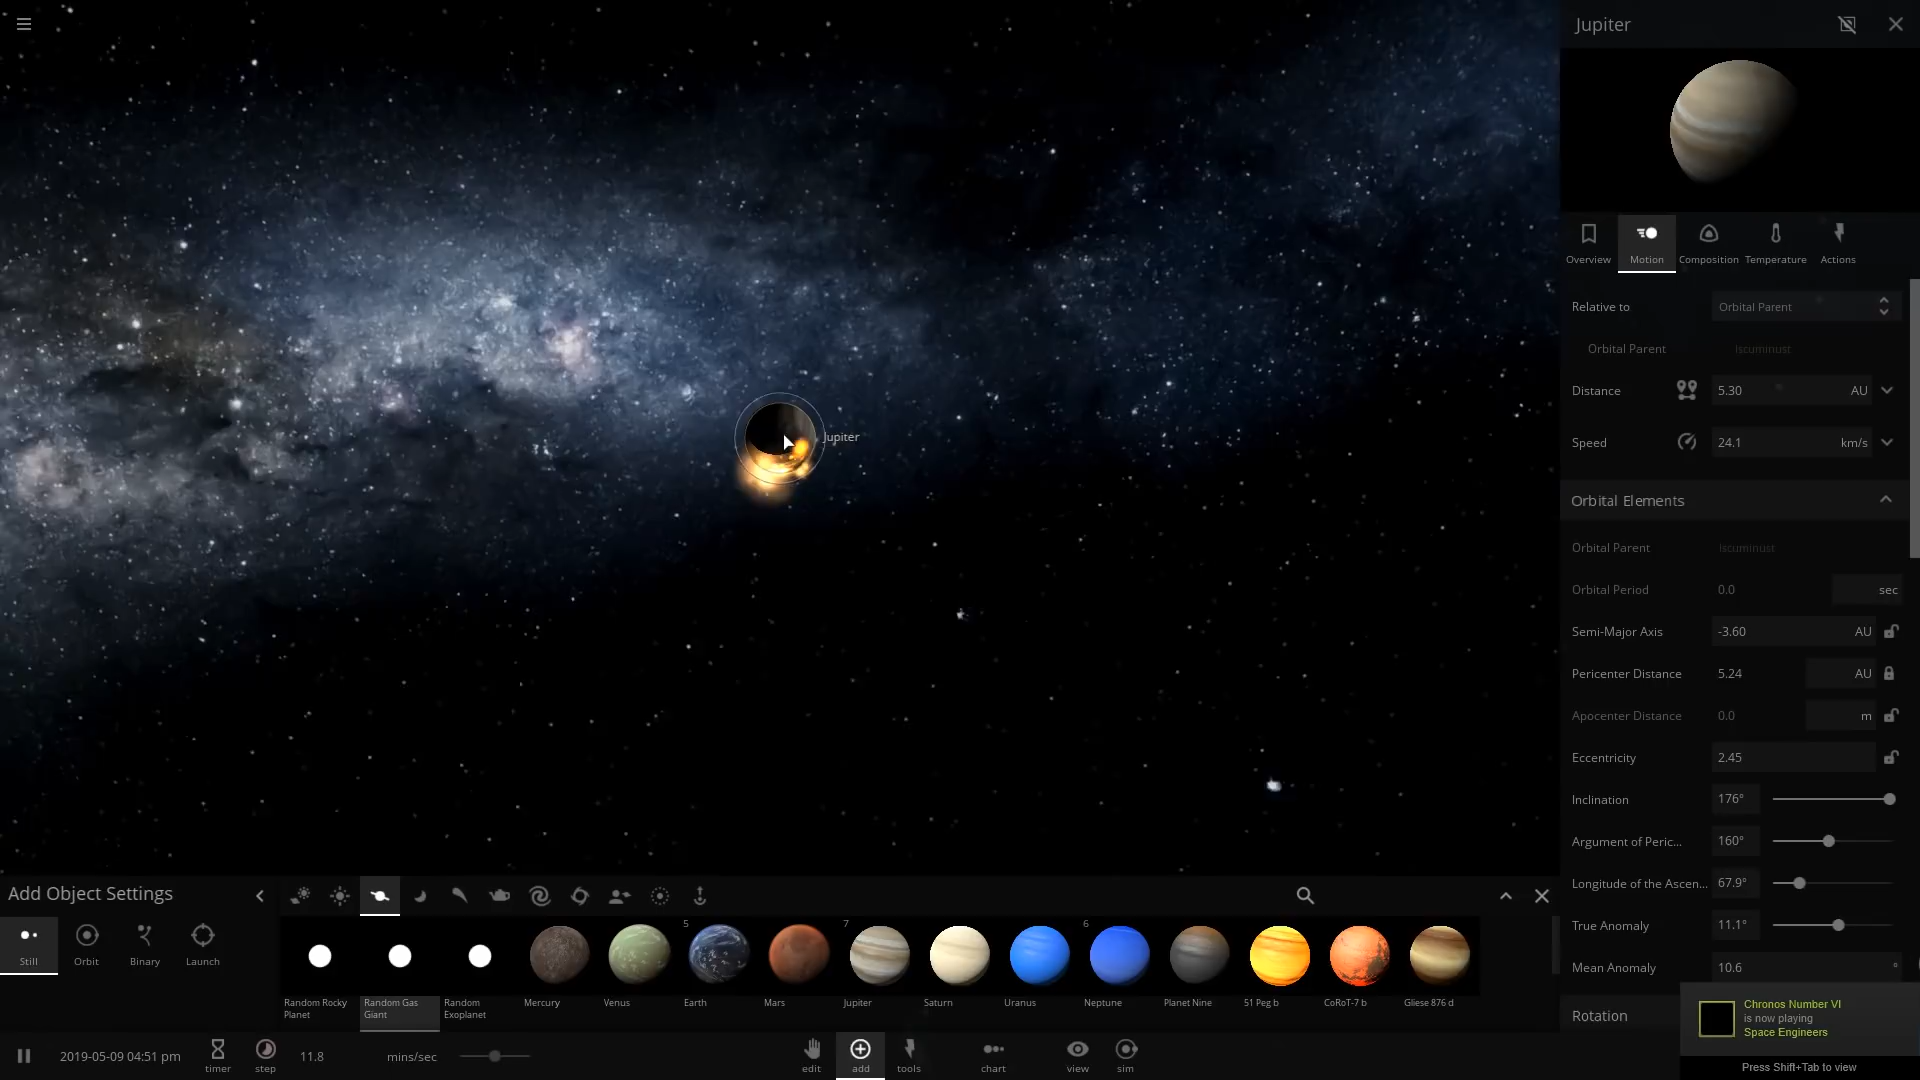 Jupiter
Overview
Motion
Composition
Temperature
Actions
Relative to
Orbital Parent
Orbital Parent
Iscuminust
Distance
5.30
AU
Speed
24.1
km/s
Orbital Elements
Orbital Parent
Iscuminust
Orbital Period
0.0
sec
Semi-Major Axis
-3.60
AU
Pericenter Distance
5.24
AU
Apocenter Distance
0.0
m
Eccentricity
2.45
Inclination
176°
Argument of Peric...
160°
Longitude of the Ascen...
67.9°
True Anomaly
11.1°
Mean Anomaly
10.6
°
Rotation
Chronos Number VI
is now playing
Space Engineers
Press Shift+Tab to view
Jupiter
Add Object Settings
Still
Orbit
Binary
Launch
5
7
6
Random Rocky
Planet
Random Gas
Giant
Random
Exoplanet
Mercury
Venus
Earth
Mars
Jupiter
Saturn
Uranus
Neptune
Planet Nine
51 Peg b
CoRoT-7 b
Gliese 876 d
2019-05-09 04:51 pm
timer
step
11.8
mins/sec
edit
add
tools
chart
view
sim